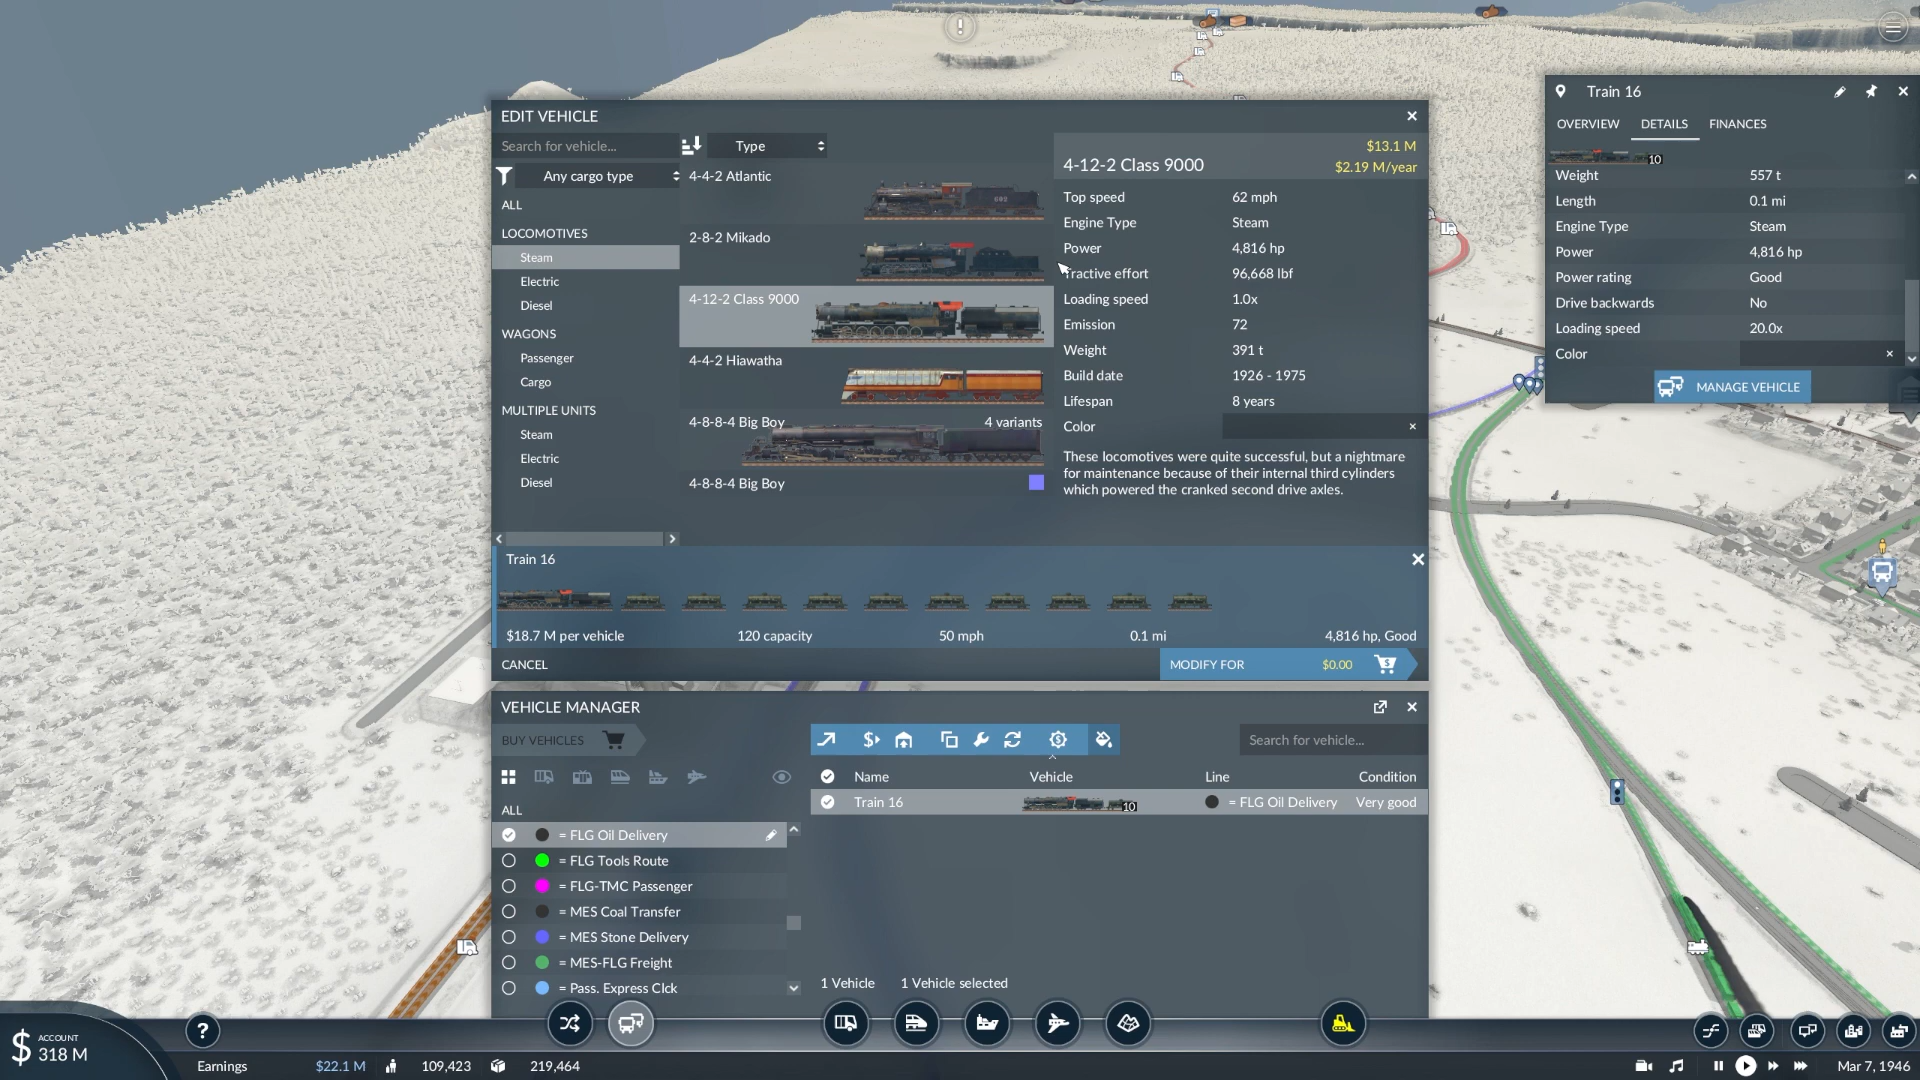 EDIT VEHICLE
Search for vehicle...
Type
Any cargo type
ALL
LOCOMOTIVES
Steam
Electric
Diesel
WAGONS
Passenger
Cargo
MULTIPLE UNITS
Steam
Electric
Diesel
4-4-2 Atlantic
2-8-2 Mikado
4-12-2 Class 9000
4-4-2 Hiawatha
4-8-8-4 Big Boy 4 variants
4-8-8-4 Big Boy
$13.1 M
4-12-2 Class 9000
$2.19 M/year
Top speed 62 mph
Engine Type Steam
Power 4,816 hp
Tractive effort 96,668 lbf
Loading speed 1.0x
Emission 72
Weight 391 t
Build date 1926 - 1975
Lifespan 8 years
Color
These locomotives were quite successful, but a nightmare
for maintenance because of their internal third cylinders
which powered the cranked second drive axles.
Train 16
$18.7 M per vehicle 120 capacity 50 mph 0.1 mi 4,816 hp, Good
CANCEL
MODIFY FOR $0.00
VEHICLE MANAGER
BUY VEHICLES
Search for vehicle...
ALL
= FLG Oil Delivery
= FLG Tools Route
= FLG-TMC Passenger
= MES Coal Transfer
= MES Stone Delivery
= MES-FLG Freight
= Pass. Express Clck
Name Vehicle Line Condition
Train 16 10 = FLG Oil Delivery Very good
1 Vehicle 1 Vehicle selected
Train 16
OVERVIEW DETAILS FINANCES
10
Weight 557 t
Length 0.1 mi
Engine Type Steam
Power 4,816 hp
Power rating Good
Drive backwards No
Loading speed 20.0x
Color
MANAGE VEHICLE
$ ACCOUNT
318 M
?
Earnings $22.1 M 109,423 219,464
Mar 7, 1946